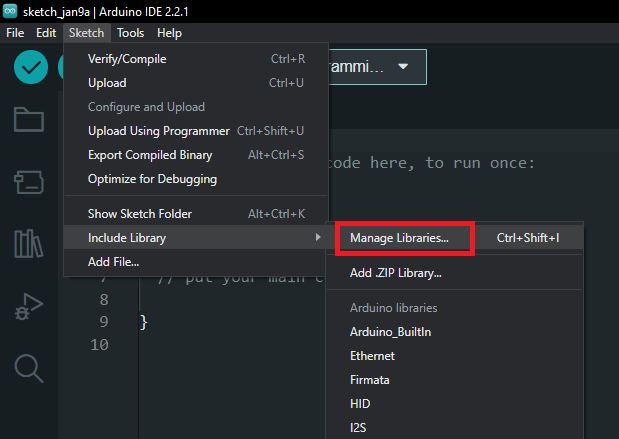 sketch_jan9a | Arduino IDE 2.2.1
File Edit Sketch Tools Help
Verify/Compile Ctrl+R
Upload Ctrl+U
Configure and Upload
Upload Using Programmer Ctrl+Shift+U
Export Compiled Binary Alt+Ctrl+S
Optimize for Debugging
Show Sketch Folder Alt+Ctrl+K
Include Library
Add File...
Manage Libraries... Ctrl+Shift+I
Add .ZIP Library...
Arduino libraries
Arduino_BuiltIn
Ethernet
Firmata
HID
I2S
rammi...
code here, to run once:
7 // put your main c
8
9 }
10